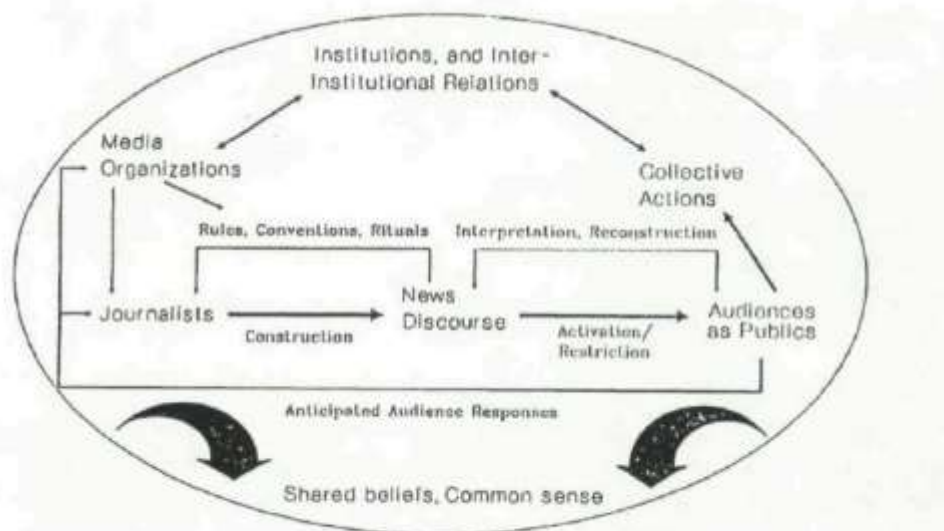 Institutions, and Inter-
Institutional Relations
Media
Organizations
Collective
Actions
Rules, Conventions, Rituals
Interpretation, Reconstruction
Journalists
Construction
News
Discourse
Activation/
Restriction
Audiences
as Publics
Anticipated Audience Responses
Shared beliefs, Common sense